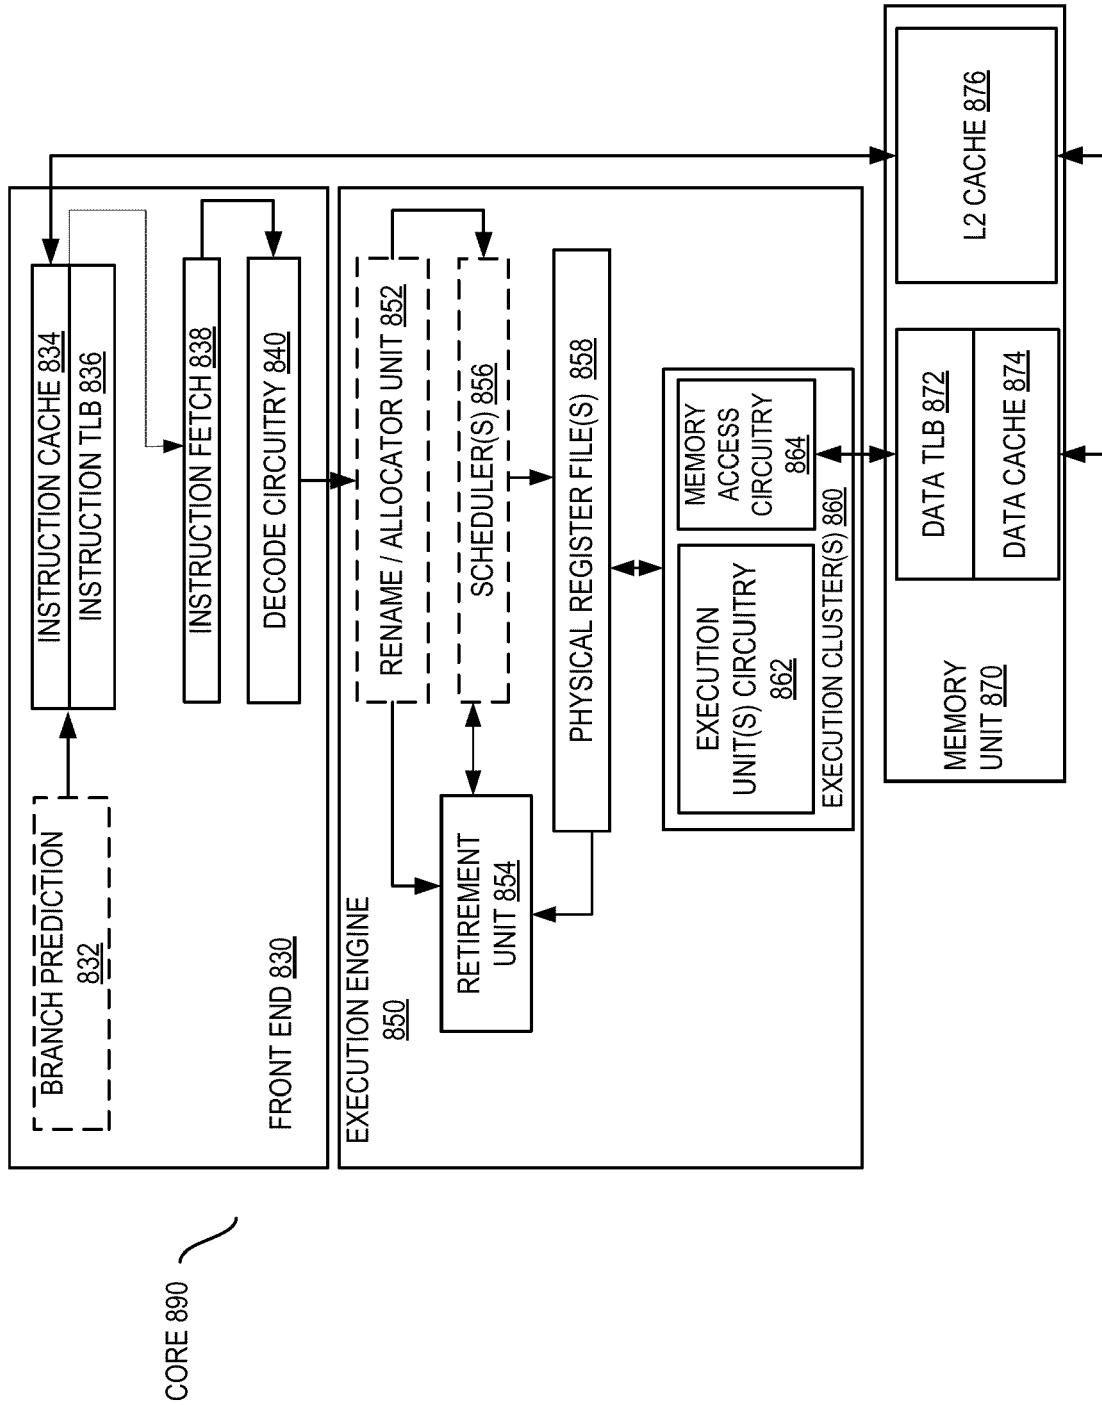 CORE 890
FRONT END 830
BRANCH PREDICTION
832
INSTRUCTION CACHE 834
INSTRUCTION TLB 836
INSTRUCTION FETCH 838
DECODE CIRCUITRY 840
EXECUTION ENGINE
850
RENAME / ALLOCATOR UNIT 852
RETIREMENT
UNIT 854
SCHEDULER(S) 856
PHYSICAL REGISTER FILE(S) 858
EXECUTION
UNIT(S) CIRCUITRY
862
MEMORY
ACCESS
CIRCUITRY
864
EXECUTION CLUSTER(S) 860
MEMORY
UNIT 870
DATA TLB 872
DATA CACHE 874
L2 CACHE 876